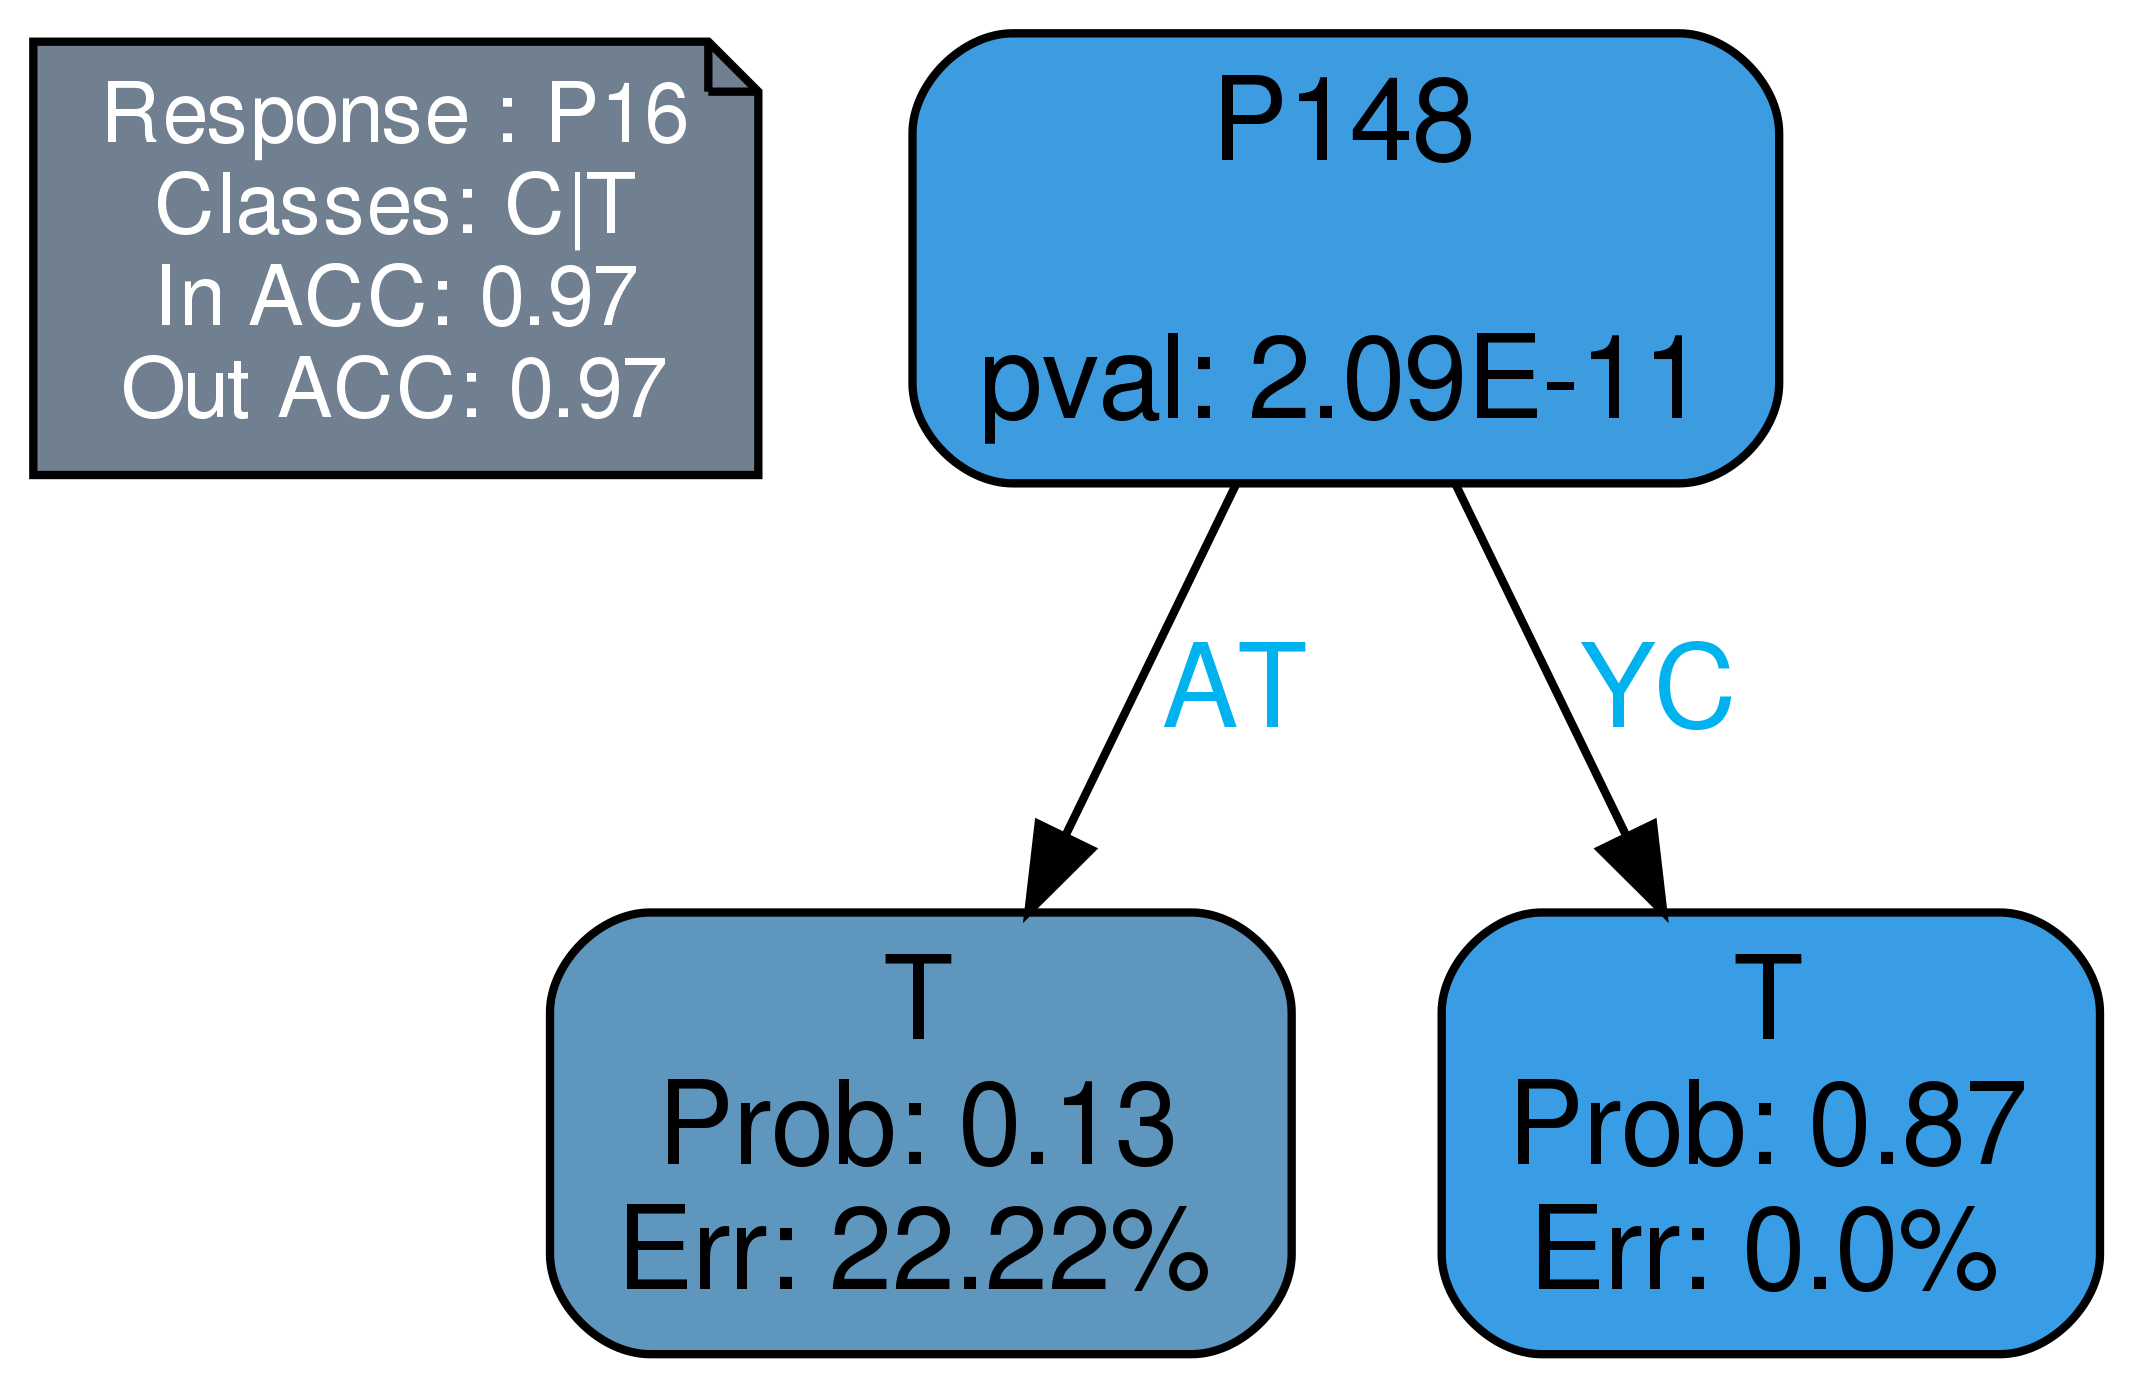 Response : P16
Classes: C|T
In ACC: 0.97
Out ACC: 0.97
P148
pval: 2.09E-11
AT
YC
T
Prob: 0.13
Err: 22.22%
T
Prob: 0.87
Err: 0.0%